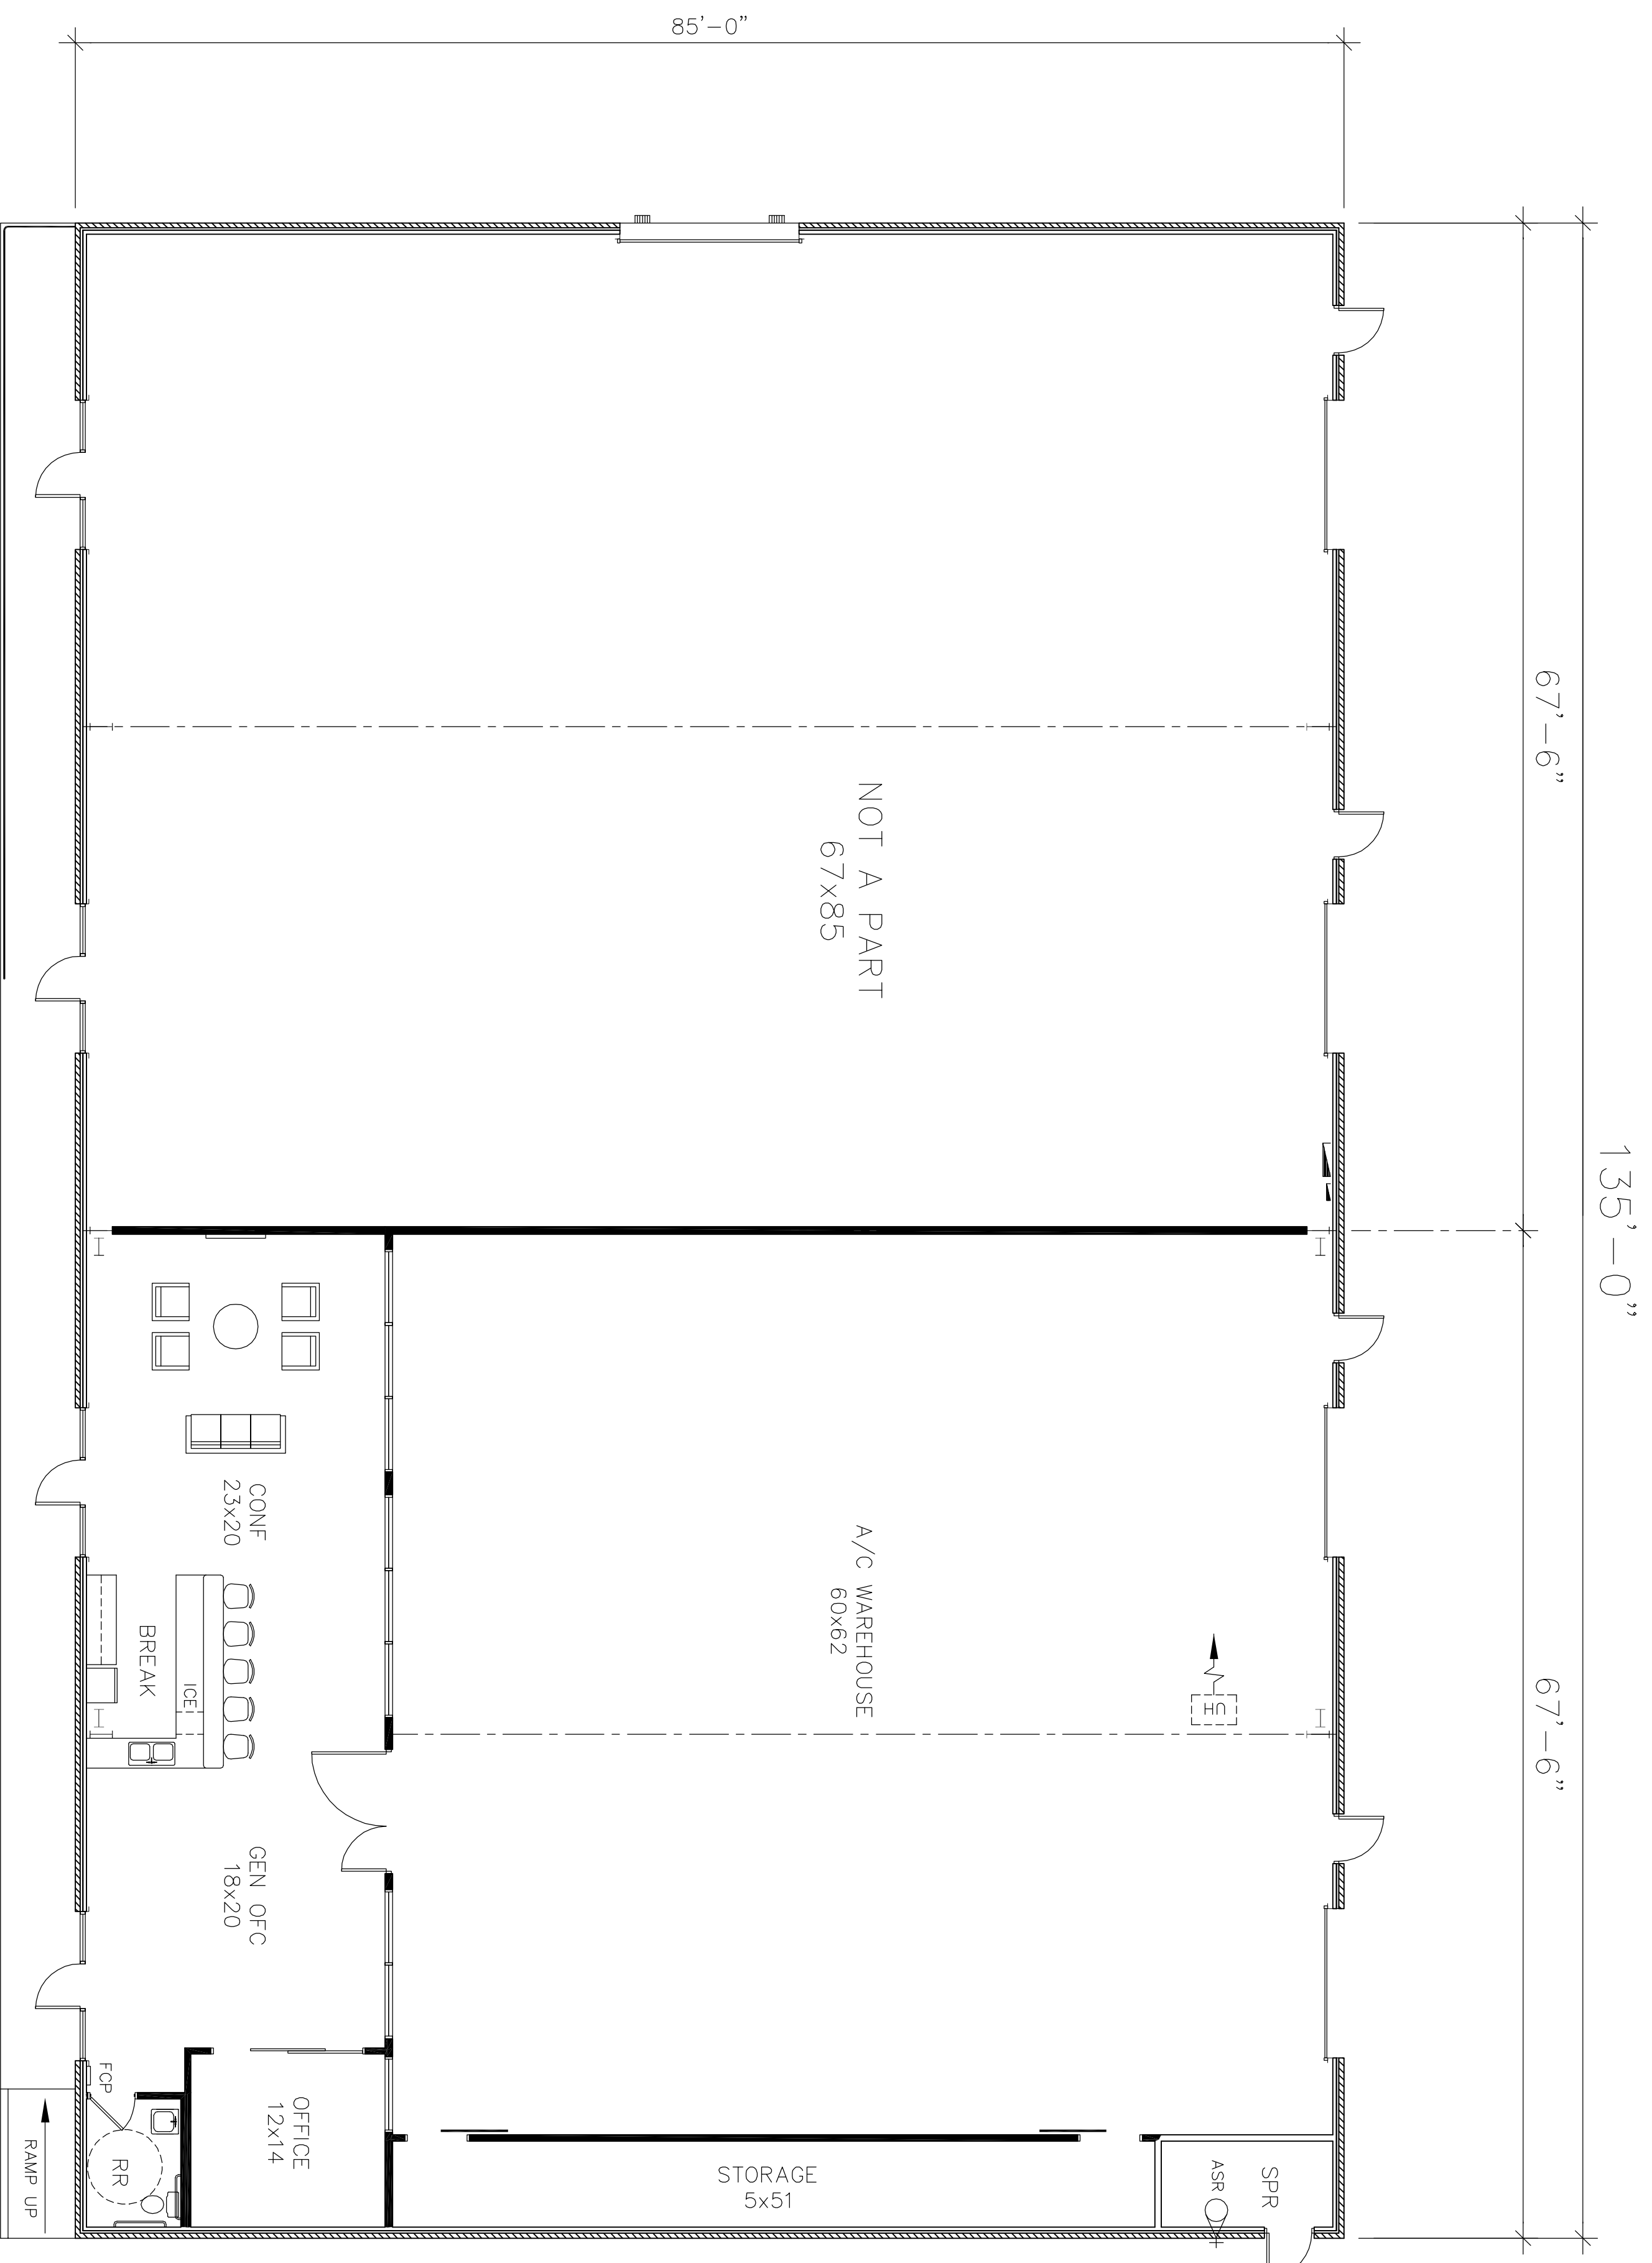 135'-0"
67'-6"
67'-6"
85'-0"
NOT A PART
67x85
A/C WAREHOUSE
60x62
UH
CONF
23x20
BREAK
ICE
GEN OFC
18x20
OFFICE
12x14
STORAGE
5x51
SPR
ASR
FCP
RR
RAMP UP